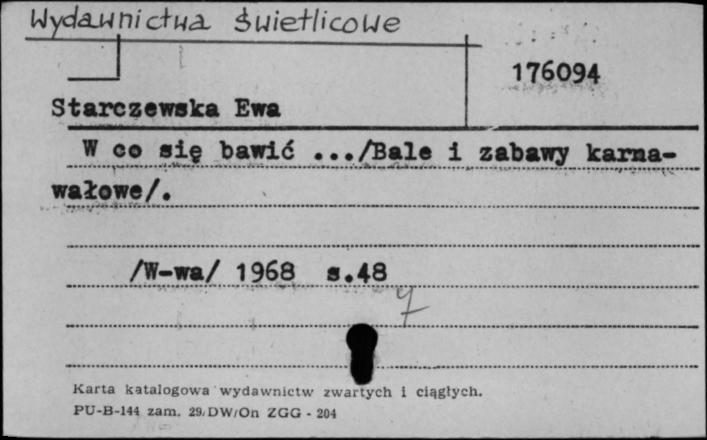 Wydawnictwa świetlicowe
176094
Starczewska Ewa
W co się bawić .../Bale i zabawy karna-
wałowe/.
/W-wa/ 1968 s.48
Karta katalogowa wydawnictw zwartych i ciągłych.
PU-B-144 zam. 29/DW/On ZGG - 204